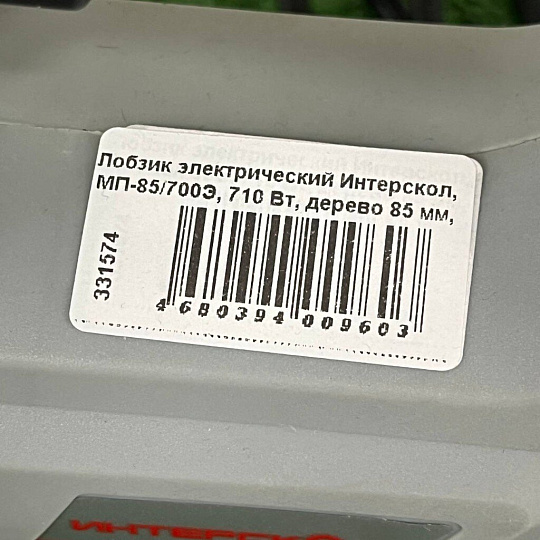 Лобзик электрический Интерскол,
МП-85/700Э, 710 Вт, дерево 85 мм,
331574
4 680394 009603